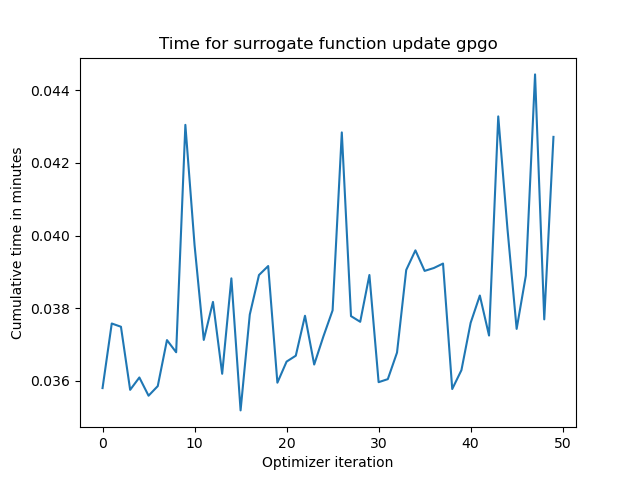 Time for surrogate function update gpgo
0.044
0.042
0.040
0.038
0.036
Cumulative time in minutes
0 10 20 30 40 50
Optimizer iteration